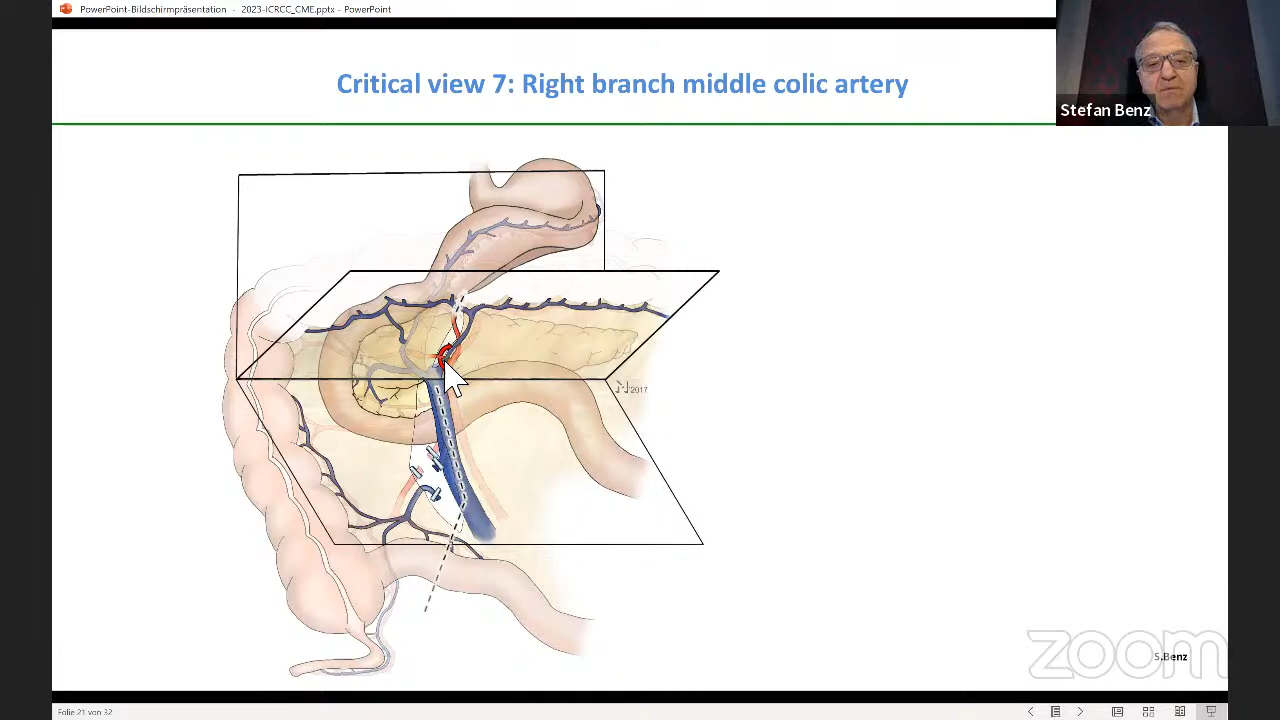 PowerPoint-Bildschirmpräsentation - 2023-ICRCC_CME.pptx - PowerPoint
Critical view 7: Right branch middle colic artery
Stefan Benz
2017
zoom
S.Benz
Folie 21 von 32